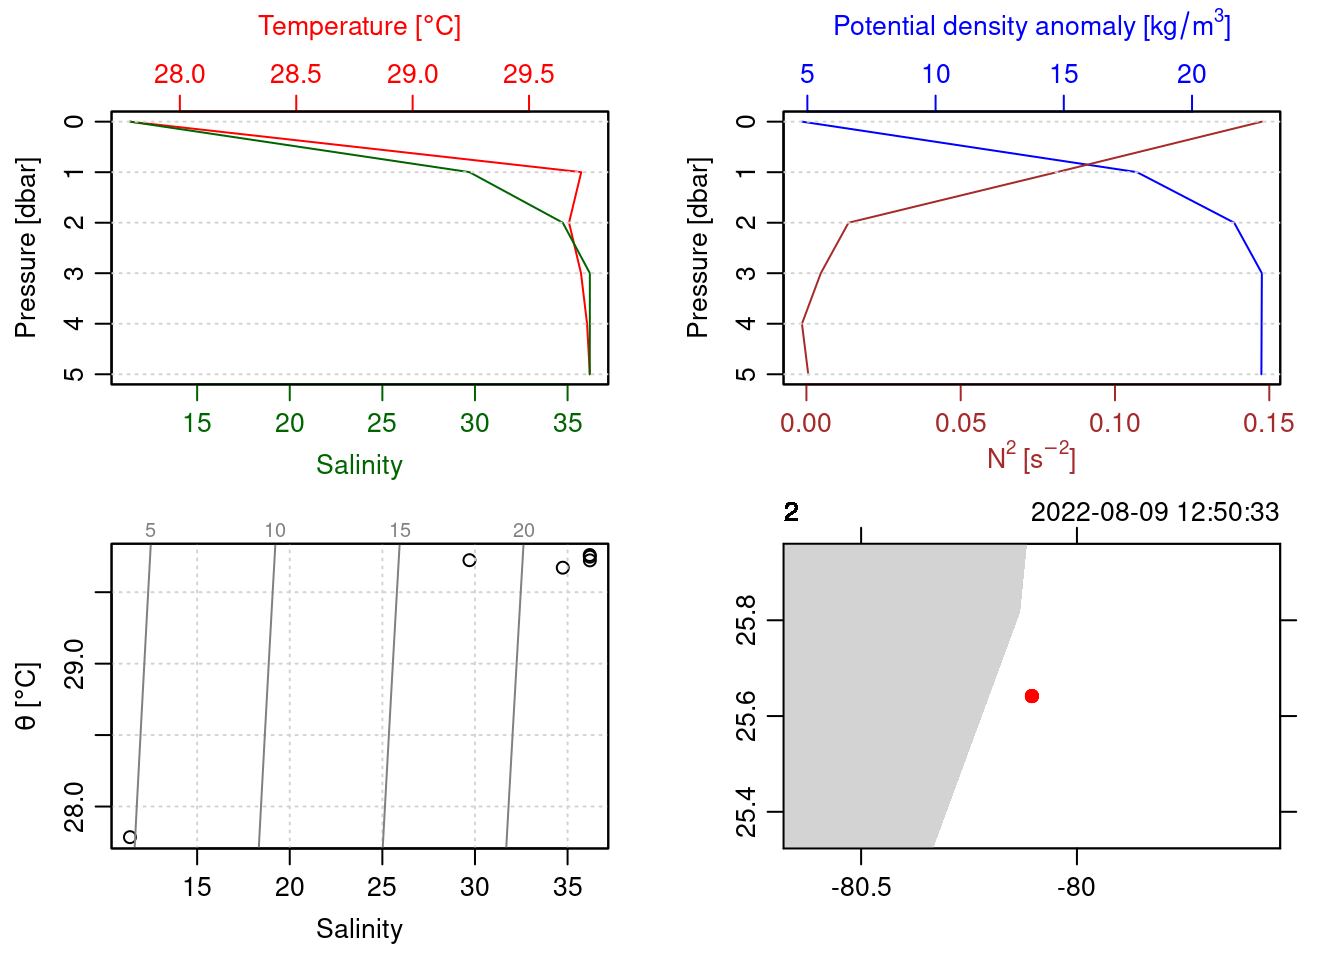 Temperature [°C]
28.0 28.5 29.0 29.5
Pressure [dbar]
0 1 2 3 4 5
15 20 25 30 35
Salinity
Potential density anomaly [kg/m³]
5 10 15 20
Pressure [dbar]
0 1 2 3 4 5
0.00 0.05 0.10 0.15
N² [s⁻²]
5 10 15 20
θ [°C]
29.0
28.0
15 20 25 30 35
Salinity
2 2022-08-09 12:50:33
25.8
25.6
25.4
-80.5 -80